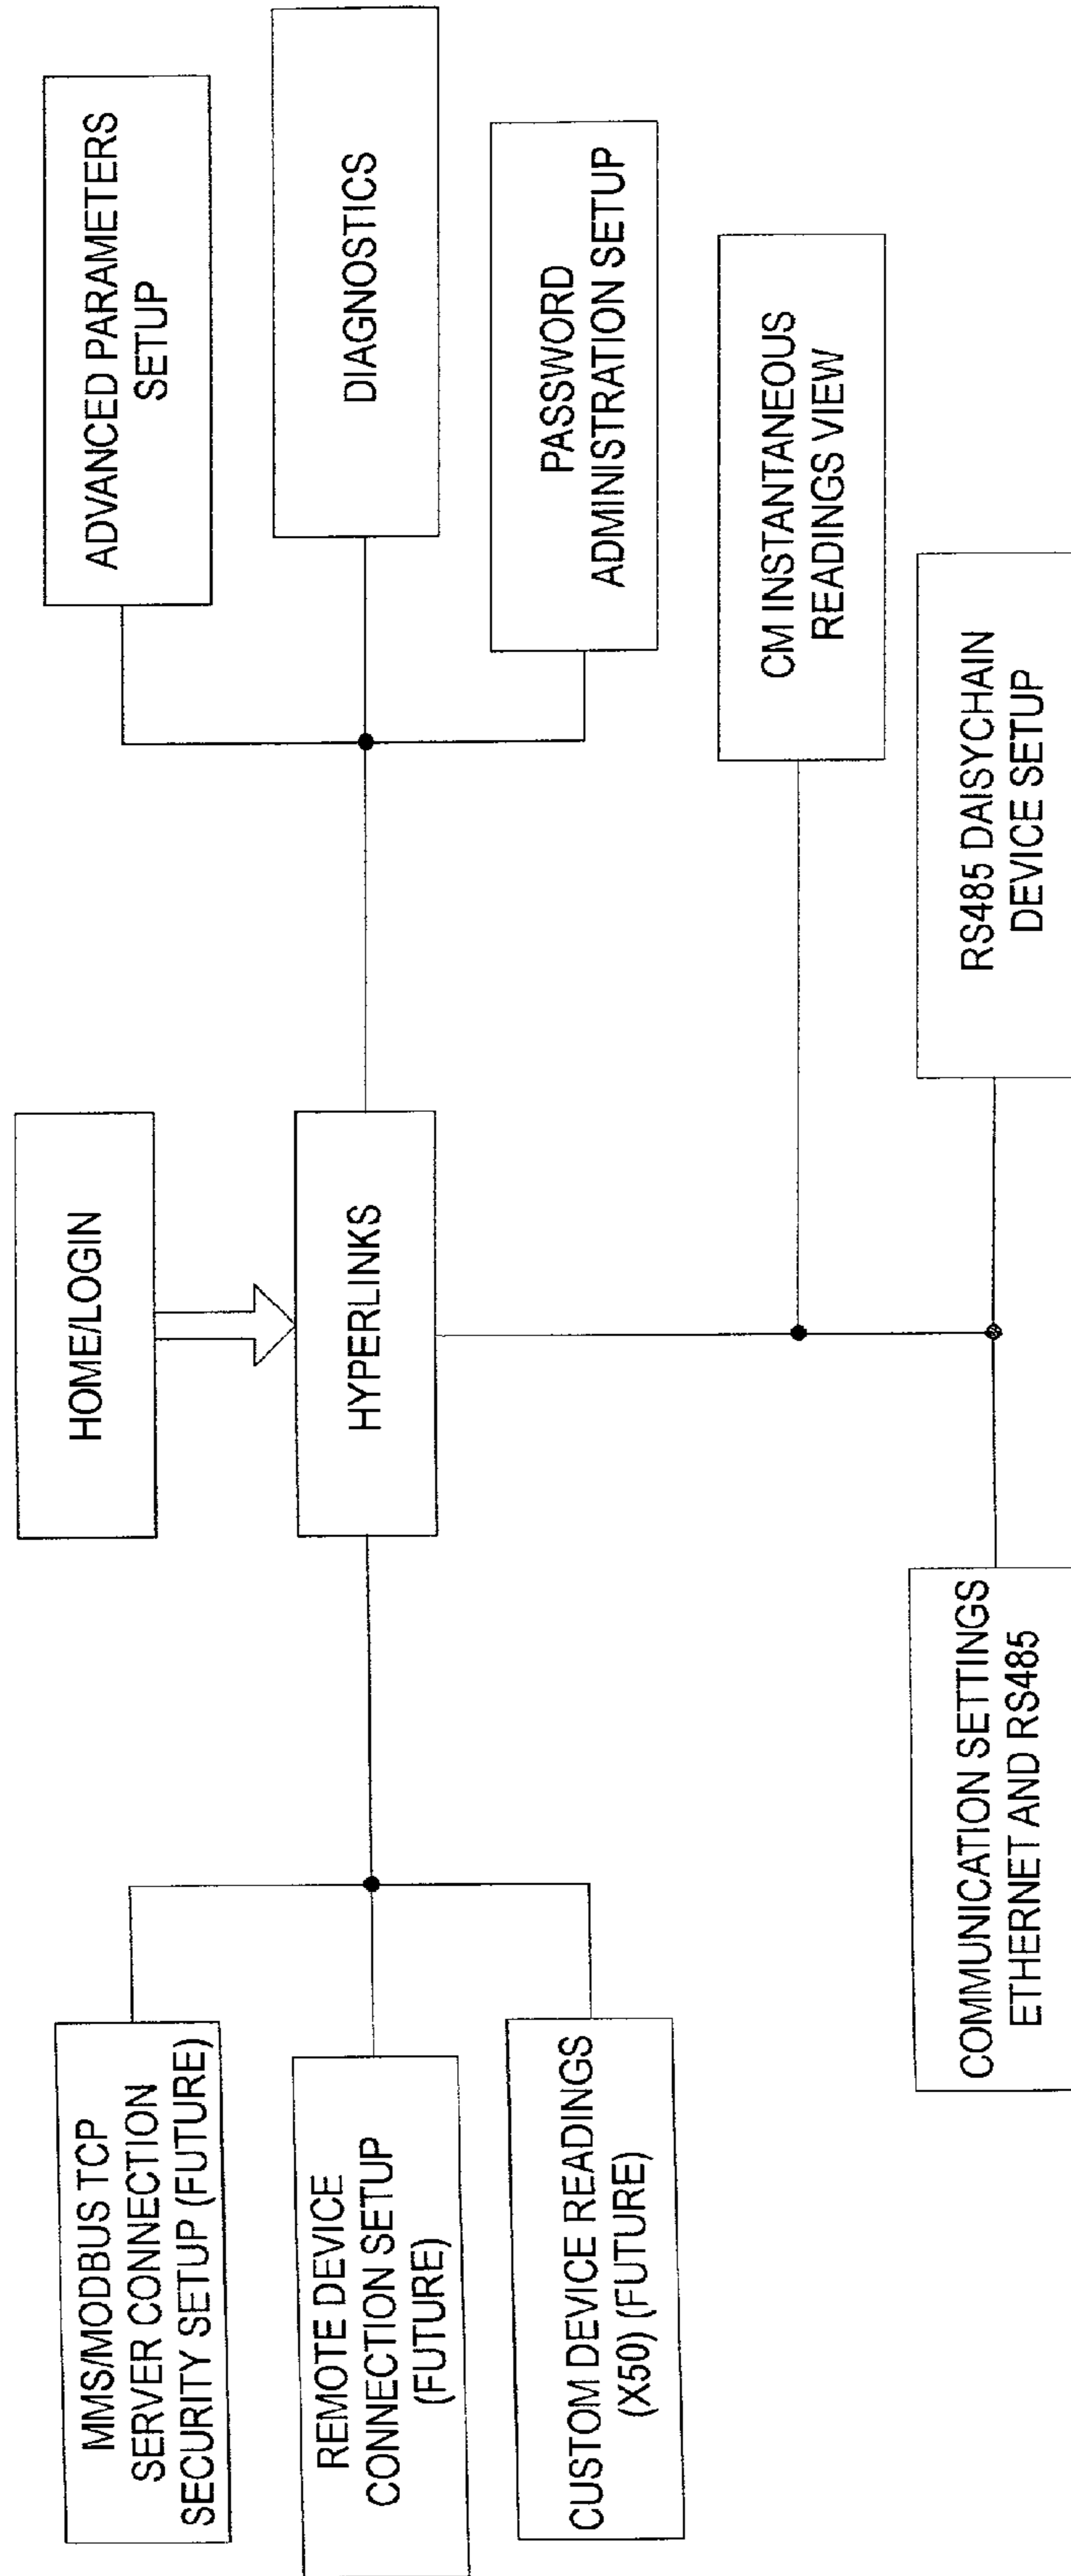 HOME/LOGIN
HYPERLINKS
MMS/MODBUS TCP
SERVER CONNECTION
SECURITY SETUP (FUTURE)
REMOTE DEVICE
CONNECTION SETUP
(FUTURE)
CUSTOM DEVICE READINGS
(X50) (FUTURE)
ADVANCED PARAMETERS
SETUP
DIAGNOSTICS
PASSWORD
ADMINISTRATION SETUP
CM INSTANTANEOUS
READINGS VIEW
COMMUNICATION SETTINGS
ETHERNET AND RS485
RS485 DAISYCHAIN
DEVICE SETUP